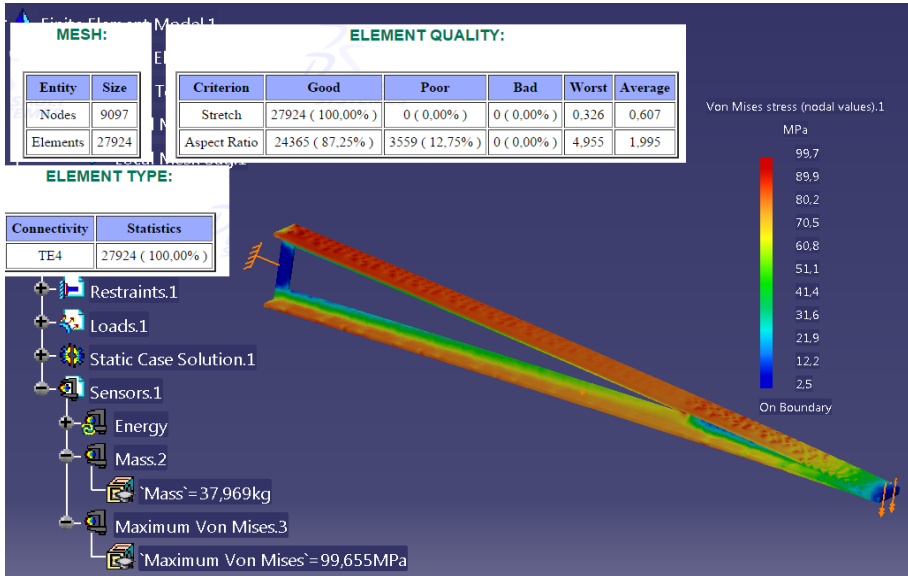 Finite Element Model.1
MESH:
Entity Size
Nodes 9097
Elements 27924
ELEMENT QUALITY:
Criterion Good Poor Bad Worst Average
Stretch 27924 ( 100,00% ) 0 ( 0,00% ) 0 ( 0,00% ) 0,326 0,607
Aspect Ratio 24365 ( 87,25% ) 3559 ( 12,75% ) 0 ( 0,00% ) 4,955 1,995
ELEMENT TYPE:
Connectivity Statistics
TE4 27924 ( 100,00% )
Restraints.1
Loads.1
Static Case Solution.1
Sensors.1
Energy
Mass.2
`Mass`=37,969kg
Maximum Von Mises.3
`Maximum Von Mises`=99,655MPa
Von Mises stress (nodal values).1
MPa
99,7
89,9
80,2
70,5
60,8
51,1
41,4
31,6
21,9
12,2
2,5
On Boundary